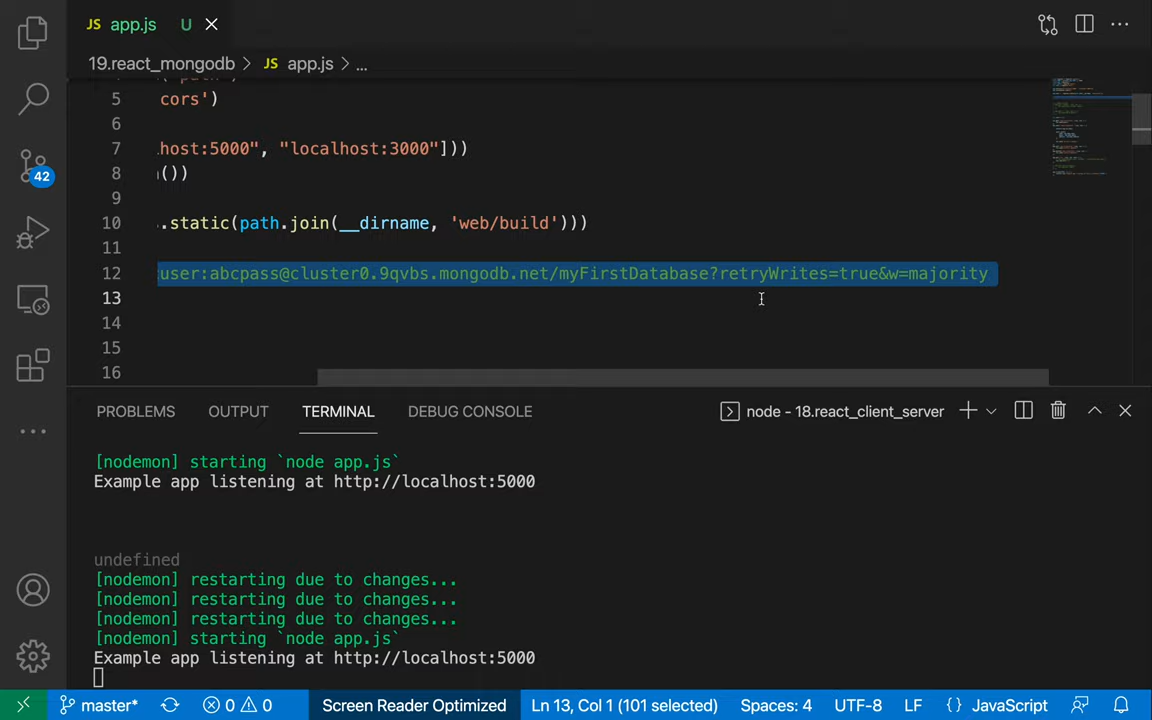 JS app.js U
19.react_mongodb > JS app.js > ...
5 cors')
6
7 host:5000", "localhost:3000"]))
8 ())
9
10 .static(path.join(__dirname, 'web/build')))
11
12 user:abcpass@cluster0.9qvbs.mongodb.net/myFirstDatabase?retryWrites=true&w=majority
13
14
15
16
42
PROBLEMS OUTPUT TERMINAL DEBUG CONSOLE node - 18.react_client_server
[nodemon] starting `node app.js`
Example app listening at http://localhost:5000
undefined
[nodemon] restarting due to changes...
[nodemon] restarting due to changes...
[nodemon] restarting due to changes...
[nodemon] starting `node app.js`
Example app listening at http://localhost:5000
master* 0 0 Screen Reader Optimized Ln 13, Col 1 (101 selected) Spaces: 4 UTF-8 LF {} JavaScript